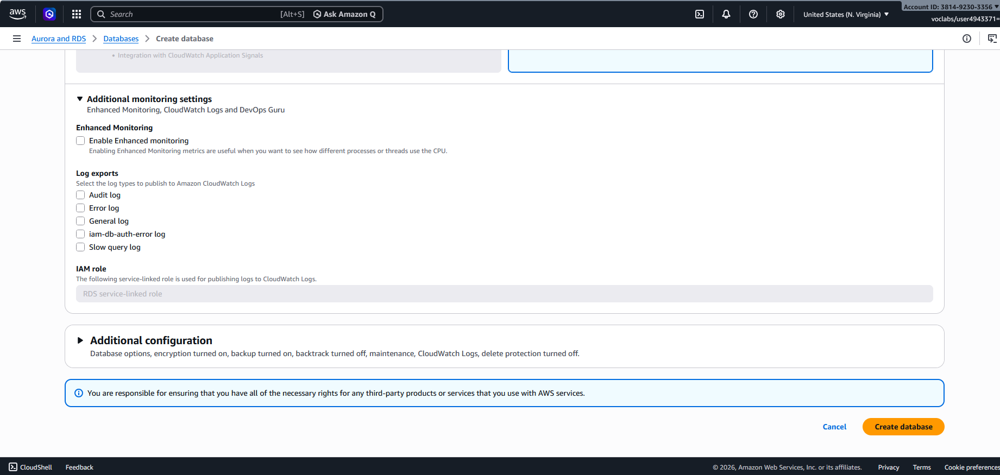 aws
Search [Alt+S] Ask Amazon Q
United States (N. Virginia)
Account ID: 3814-9230-3356
voclabs/user4943371=
Aurora and RDS
Databases
Create database
• Integration with CloudWatch Application Signals
Additional monitoring settings
Enhanced Monitoring, CloudWatch Logs and DevOps Guru
Enhanced Monitoring
Enable Enhanced monitoring
Enabling Enhanced Monitoring metrics are useful when you want to see how different processes or threads use the CPU.
Log exports
Select the log types to publish to Amazon CloudWatch Logs
Audit log
Error log
General log
iam-db-auth-error log
Slow query log
IAM role
The following service-linked role is used for publishing logs to CloudWatch Logs.
RDS service-linked role
Additional configuration
Database options, encryption turned on, backup turned on, backtrack turned off, maintenance, CloudWatch Logs, delete protection turned off.
You are responsible for ensuring that you have all of the necessary rights for any third-party products or services that you use with AWS services.
Cancel
Create database
CloudShell
Feedback
© 2026, Amazon Web Services, Inc. or its affiliates.
Privacy
Terms
Cookie preferences